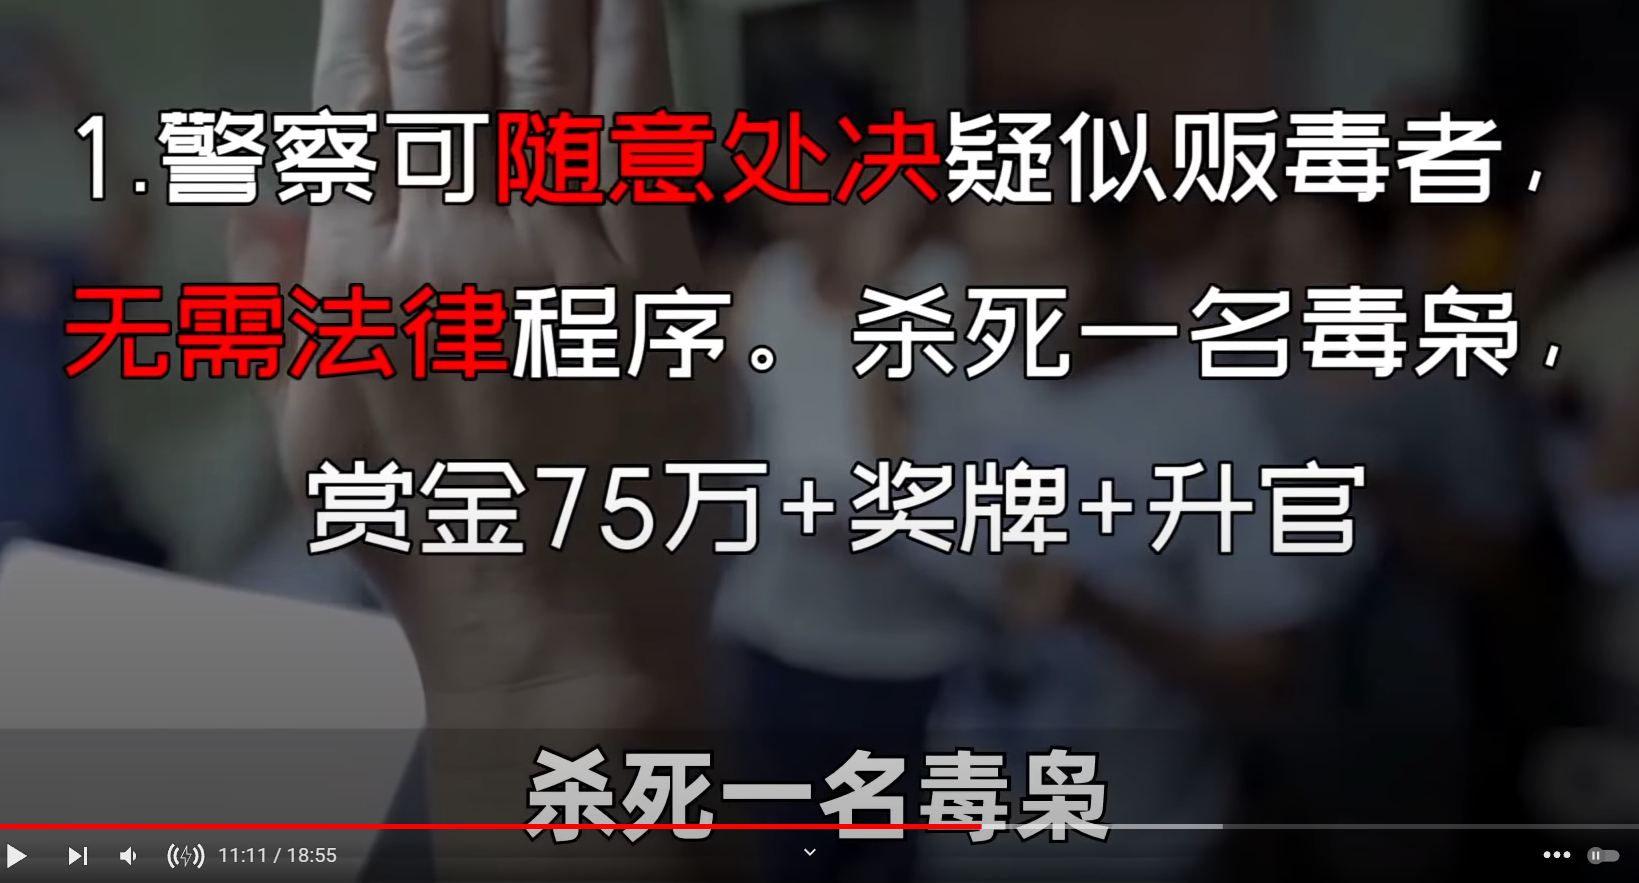 1.警察可随意处决疑似贩毒者，
无需法律程序。杀死一名毒枭，
赏金75万+奖牌+升官
杀死一名毒枭
11:11 / 18:55